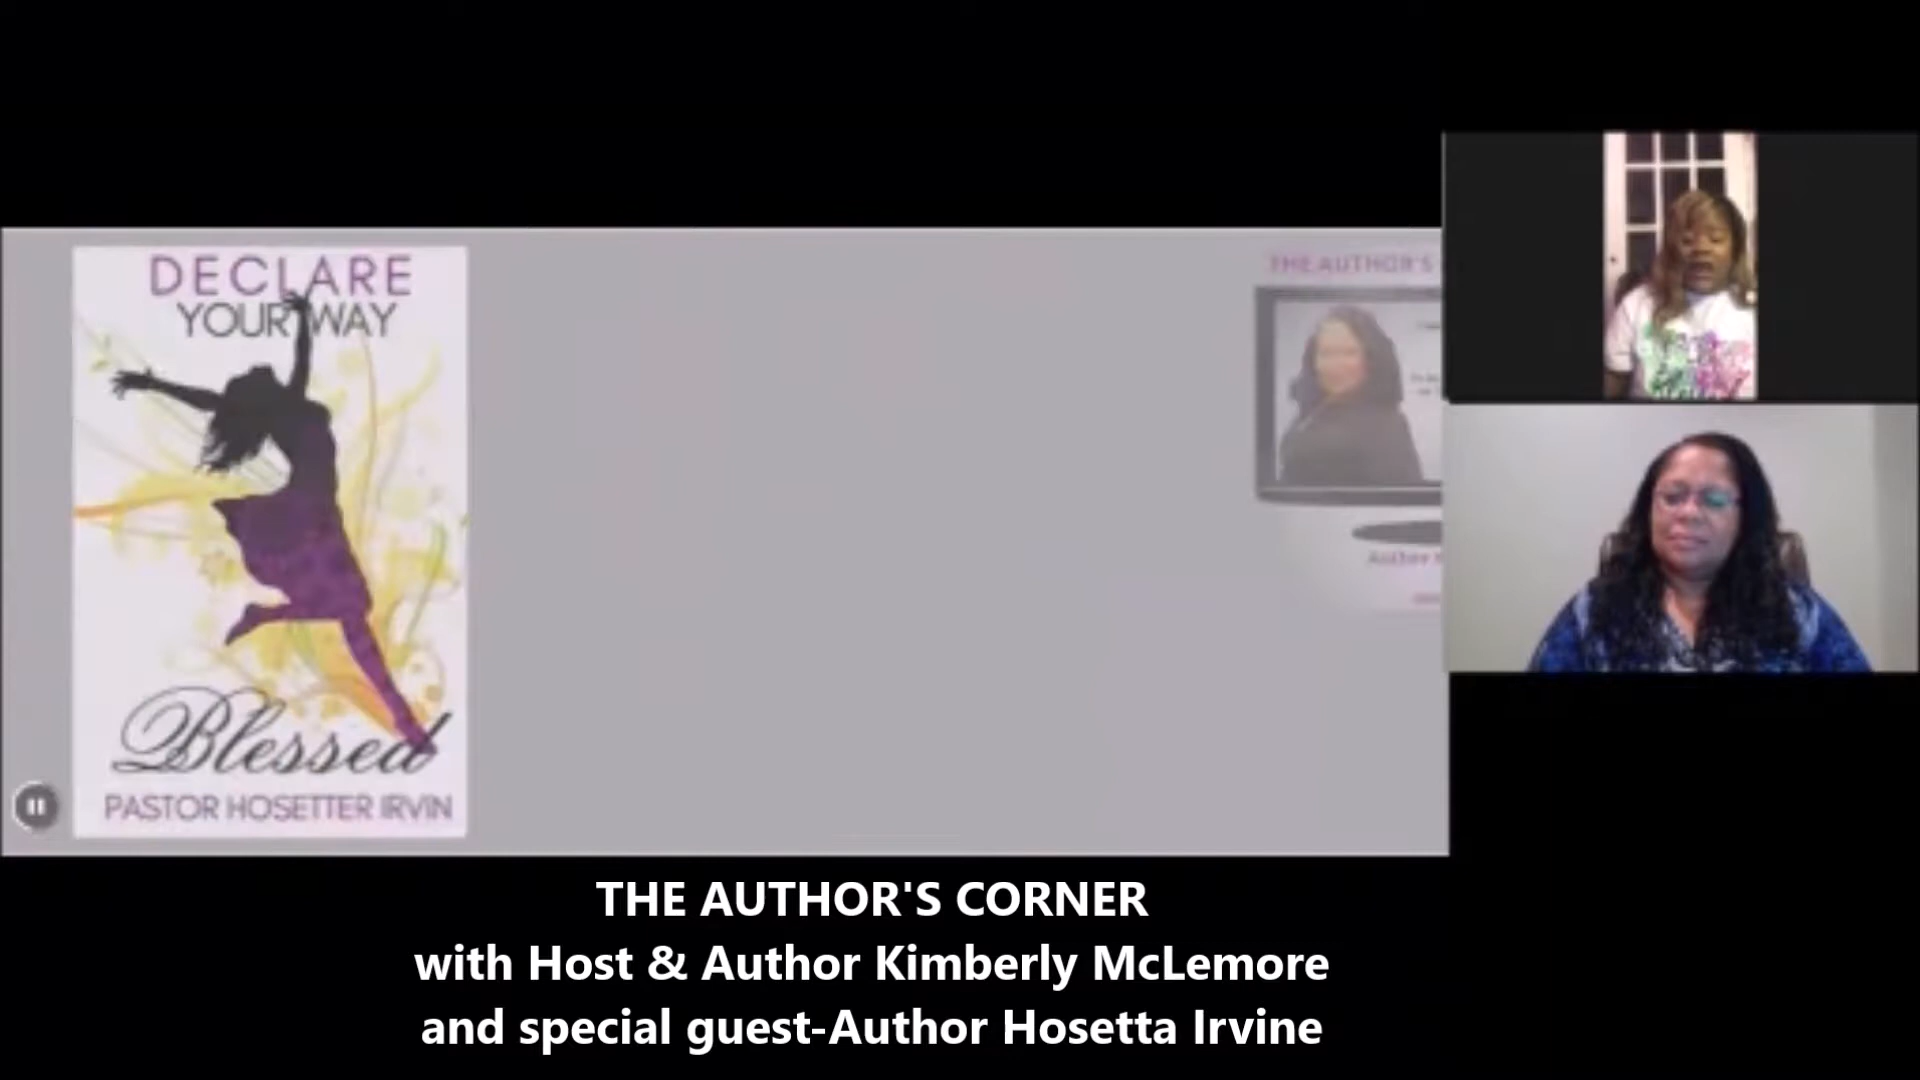 DECLARE
YOUR WAY
Blessed
PASTOR HOSETTER IRVIN
THE AUTHOR'S
Author
THE AUTHOR'S CORNER
with Host & Author Kimberly McLemore
and special guest-Author Hosetta Irvine